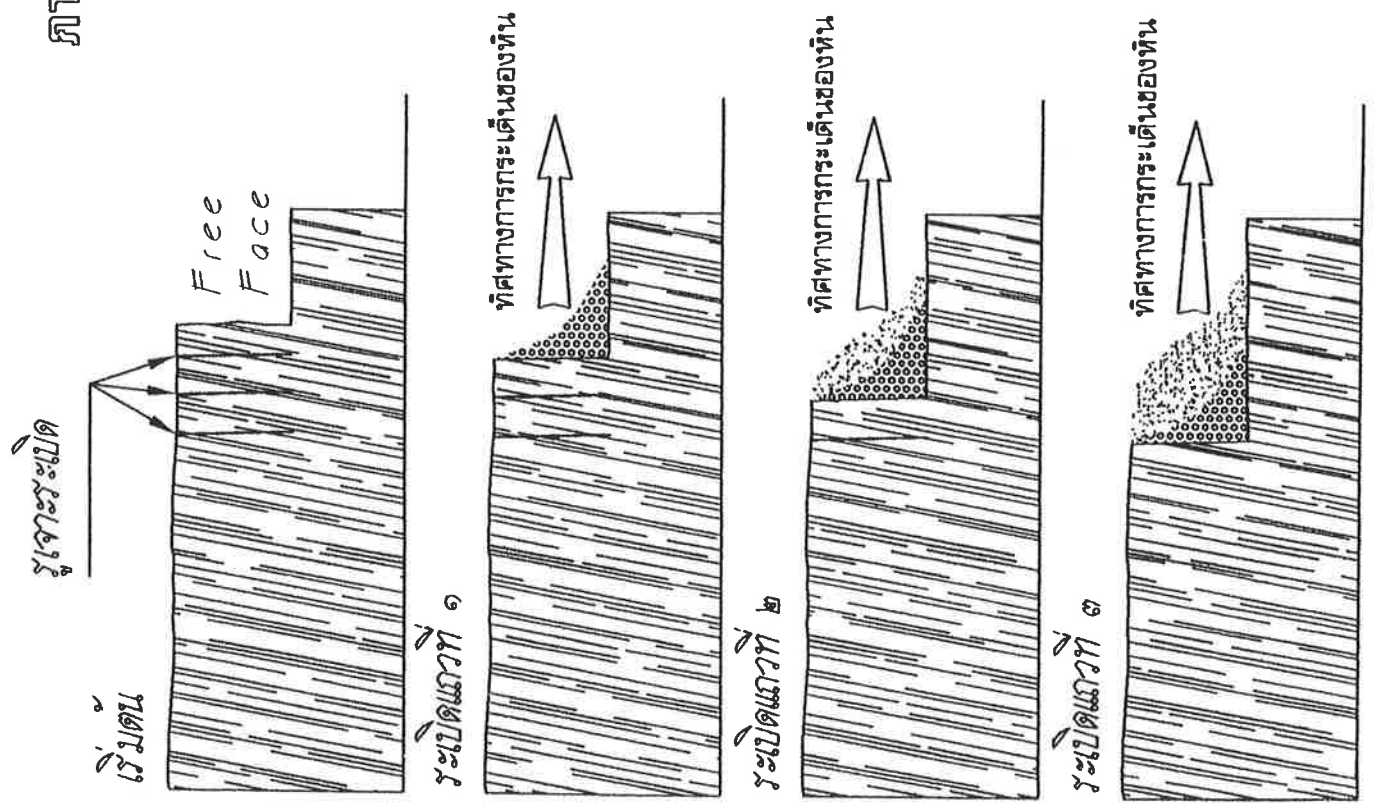 ภา
รูเจาะระเบิด
เริ่มต้น
Free
Face
ระเบิดแถวที่ ๑
ทิศทางการกระเด็นของหิน
ระเบิดแถวที่ ๒
ทิศทางการกระเด็นของหิน
ระเบิดแถวที่ ๓
ทิศทางการกระเด็นของหิน